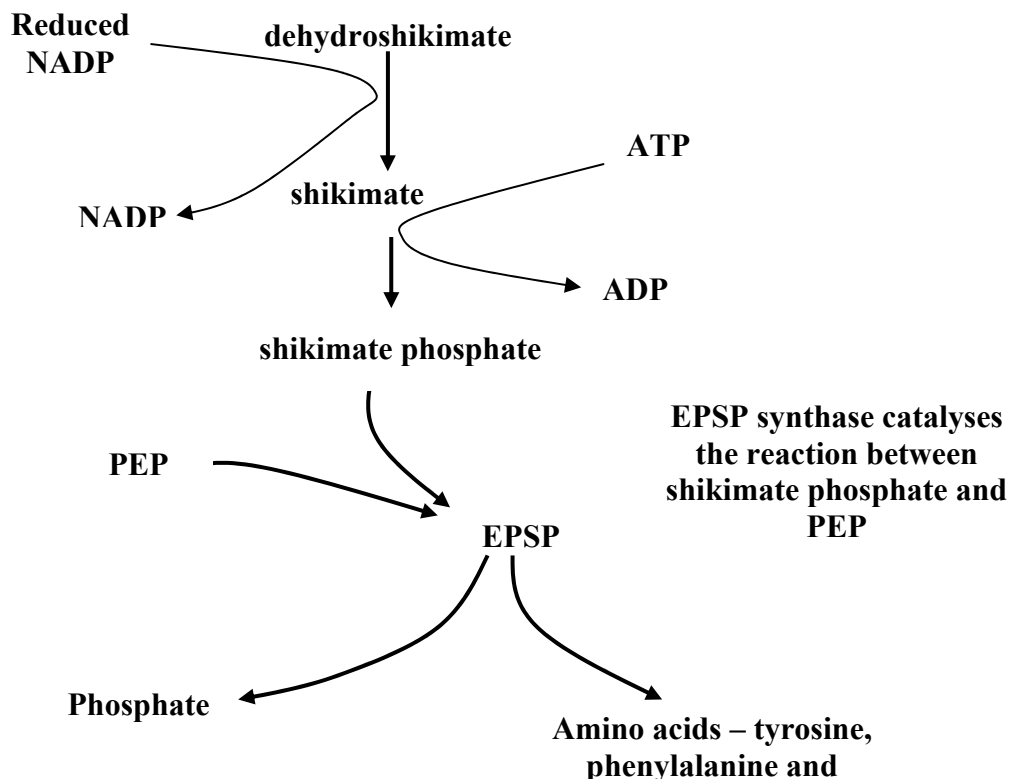 Reduced
NADP
dehydroshikimate
ATP
shikimate
NADP
ADP
shikimate phosphate
EPSP synthase catalyses
the reaction between
shikimate phosphate and
PEP
PEP
EPSP
Phosphate
Amino acids – tyrosine,
phenylalanine and